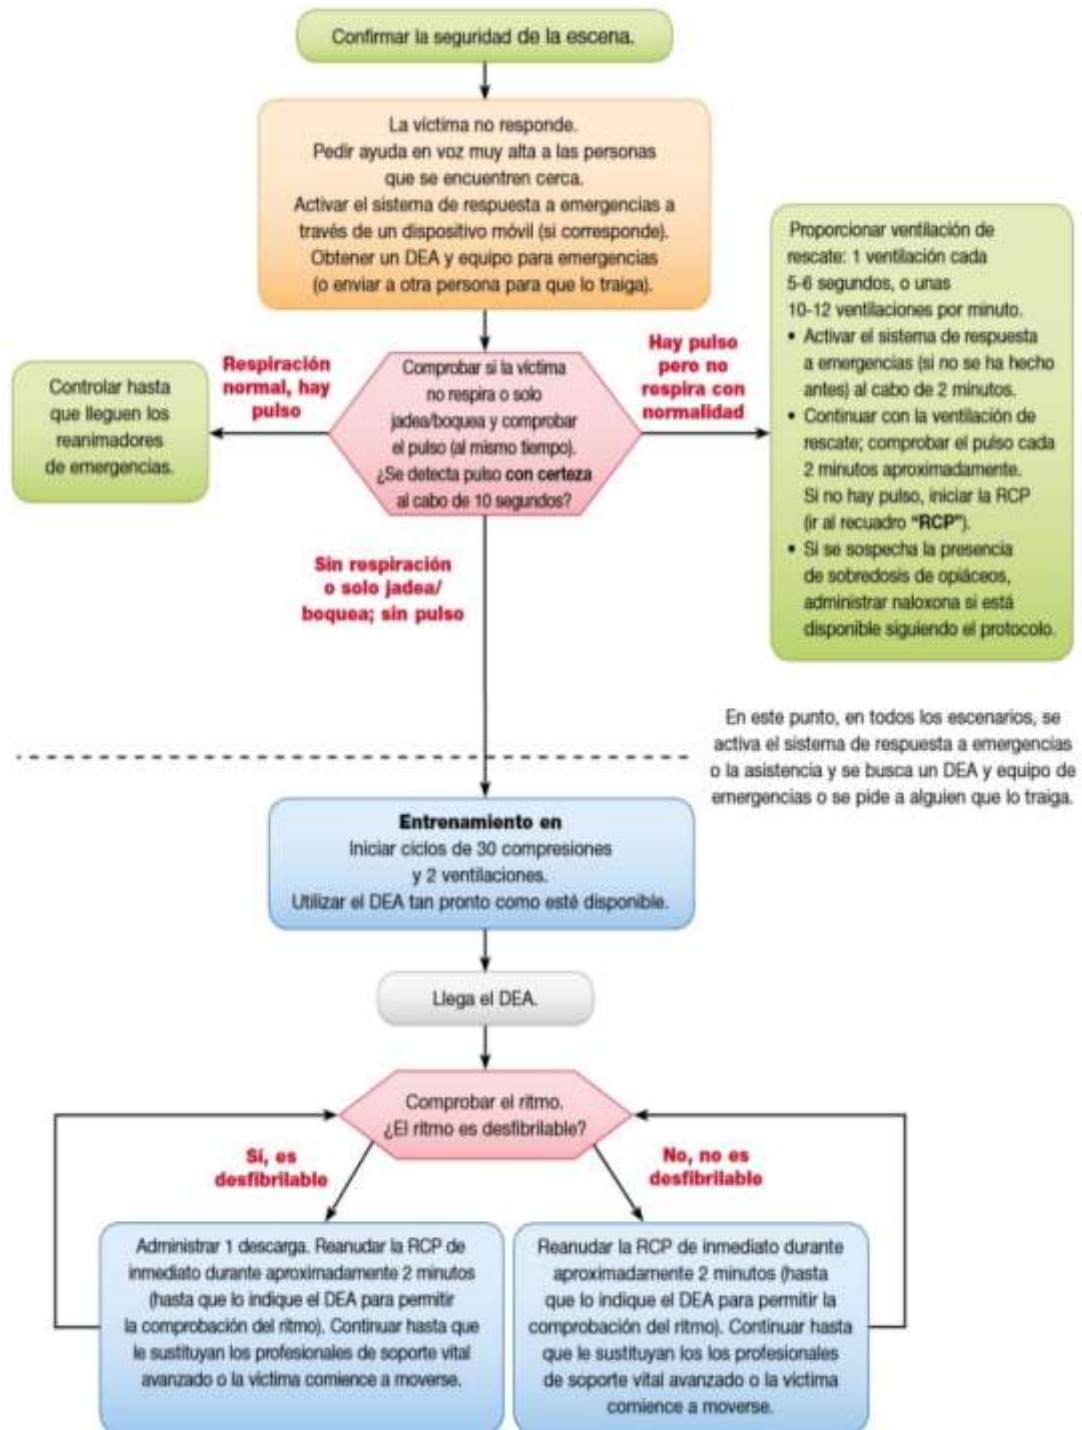 Confirmar la seguridad de la escena.
La víctima no responde.
Pedir ayuda en voz muy alta a las personas
que se encuentren cerca.
Activar el sistema de respuesta a emergencias a
través de un dispositivo móvil (si corresponde).
Obtener un DEA y equipo para emergencias
(o enviar a otra persona para que lo traiga).
Respiración
normal, hay
pulso
Controlar hasta
que lleguen los
reanimadores
de emergencias.
Comprobar si la víctima
no respira o solo
jadea/boquea y comprobar
el pulso (al mismo tiempo).
¿Se detecta pulso con certeza
al cabo de 10 segundos?
Hay pulso
pero no
respira con
normalidad
Proporcionar ventilación de
rescate: 1 ventilación cada
5-6 segundos, o unas
10-12 ventilaciones por minuto.
• Activar el sistema de respuesta
a emergencias (si no se ha hecho
antes) al cabo de 2 minutos.
• Continuar con la ventilación de
rescate; comprobar el pulso cada
2 minutos aproximadamente.
Si no hay pulso, iniciar la RCP
(ir al recuadro "RCP").
• Si se sospecha la presencia
de sobredosis de opiáceos,
administrar naloxona si está
disponible siguiendo el protocolo.
Sin respiración
o solo jadea/
boquea; sin pulso
En este punto, en todos los escenarios, se
activa el sistema de respuesta a emergencias
o la asistencia y se busca un DEA y equipo de
emergencias o se pide a alguien que lo traiga.
Entrenamiento en
Iniciar ciclos de 30 compresiones
y 2 ventilaciones.
Utilizar el DEA tan pronto como esté disponible.
Llega el DEA.
Comprobar el ritmo.
¿El ritmo es desfibrilable?
Sí, es
desfibrilable
No, no es
desfibrilable
Administrar 1 descarga. Reanudar la RCP de
inmediato durante aproximadamente 2 minutos
(hasta que lo indique el DEA para permitir
la comprobación del ritmo). Continuar hasta que
le sustituyan los profesionales de soporte vital
avanzado o la víctima comience a moverse.
Reanudar la RCP de inmediato durante
aproximadamente 2 minutos (hasta
que lo indique el DEA para permitir la
comprobación del ritmo). Continuar hasta
que le sustituyan los los profesionales
de soporte vital avanzado o la víctima
comience a moverse.